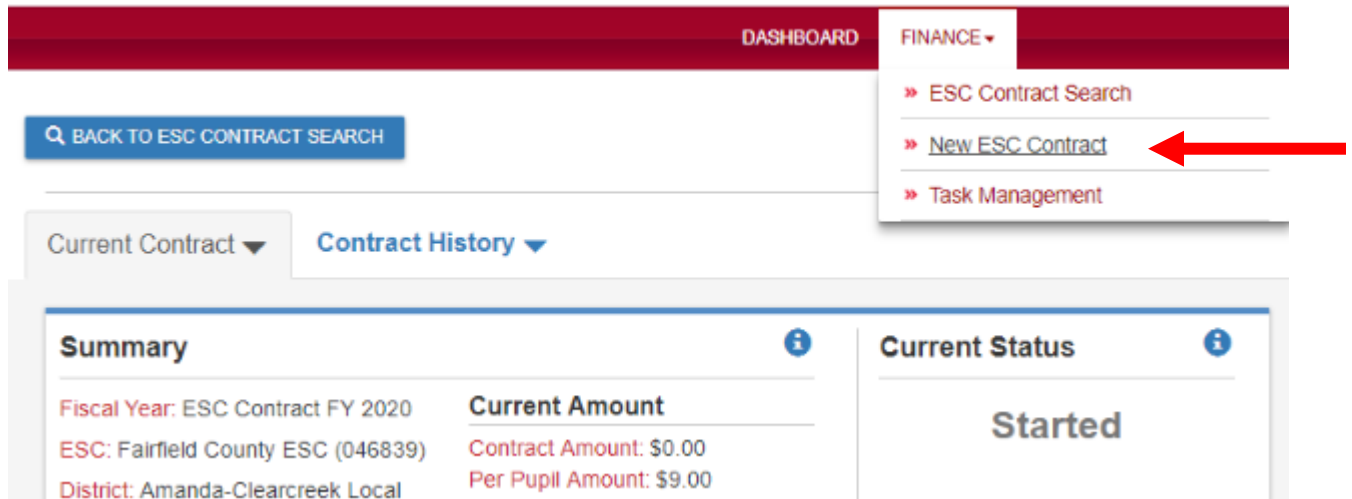 DASHBOARD FINANCE
» ESC Contract Search
BACK TO ESC CONTRACT SEARCH
» New ESC Contract
» Task Management
Current Contract Contract History
Summary
Fiscal Year: ESC Contract FY 2020
ESC: Fairfield County ESC (046839)
District: Amanda-Clearcreek Local
Current Amount
Contract Amount: $0.00
Per Pupil Amount: $9.00
Current Status
Started